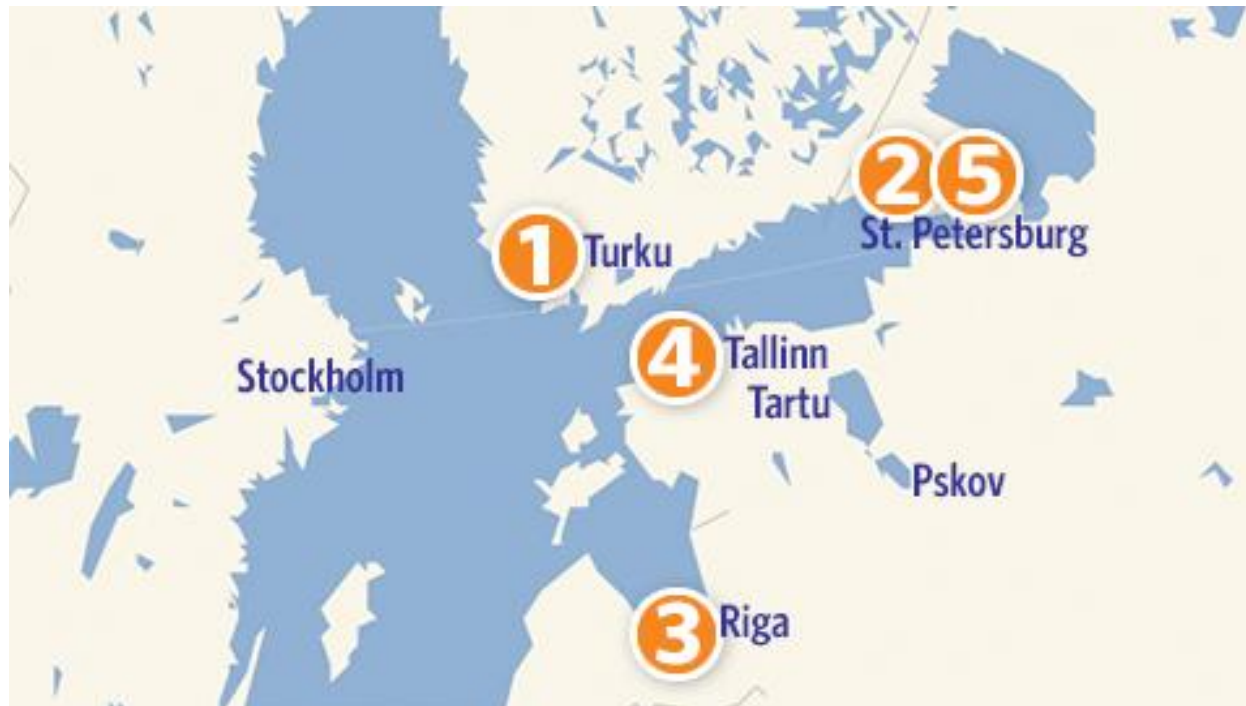 2 5
St. Petersburg
1 Turku
4 Tallinn
Stockholm
Tartu
Pskov
3 Riga